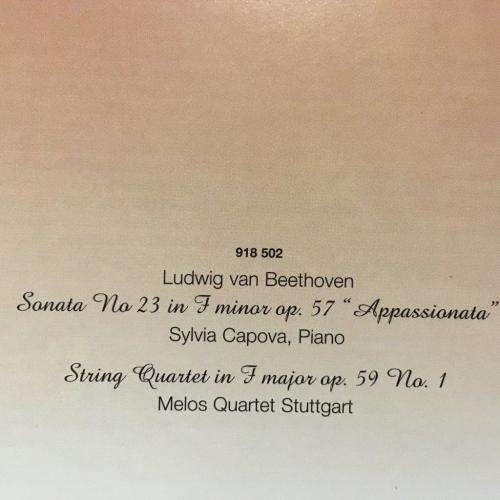 918 502
Ludwig van Beethoven
Sonata No 23 in F minor op. 57 "Appassionata"
Sylvia Capova, Piano
String Quartet in F major op. 59 No. 1
Melos Quartet Stuttgart